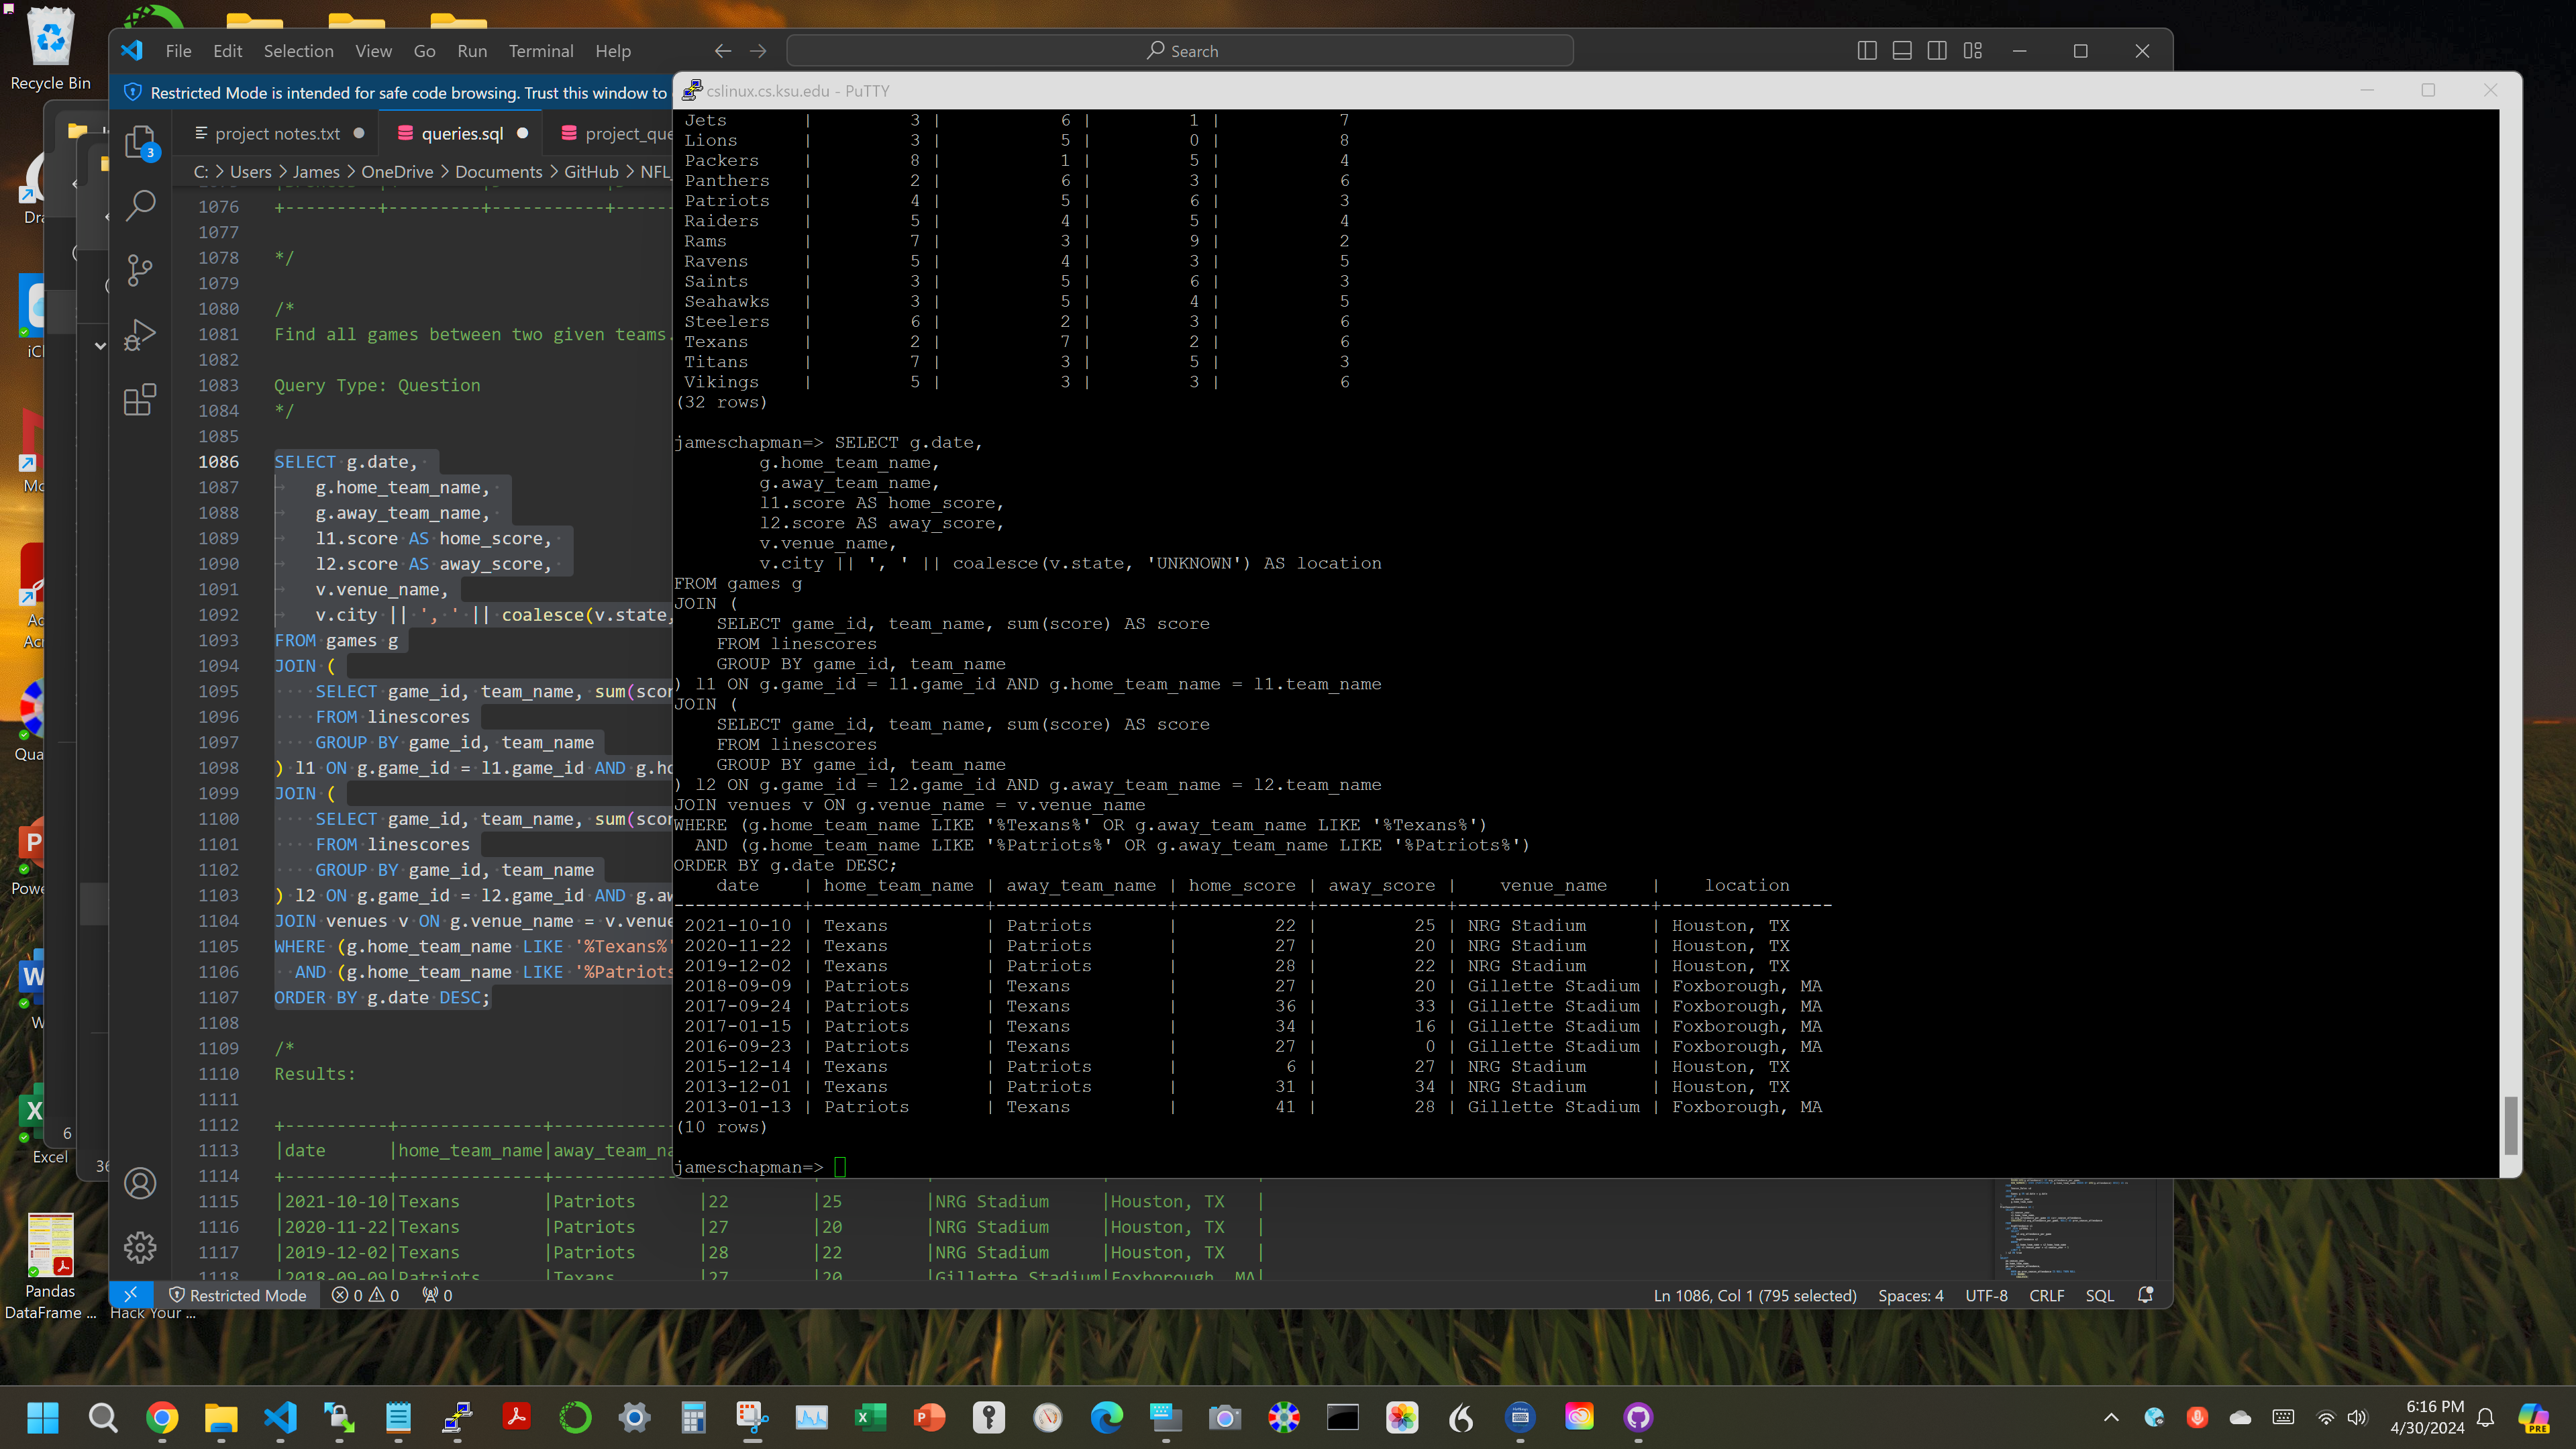 Recycle Bin
File Edit Selection View Go Run Terminal Help
Search
Restricted Mode is intended for safe code browsing. Trust this window to
project notes.txt
queries.sql
C: > Users > James > OneDrive > Documents > GitHub >
3
1076 +---------+---------+----------+------
1077
1078 */
1079
1080 /*
1081 Find all games between two given teams.
1082
1083 Query Type: Question
1084 */
1085
1086 SELECT g.date,
1087 g.home_team_name,
1088 g.away_team_name,
1089 l1.score AS home_score,
1090 l2.score AS away_score,
1091 v.venue_name,
1092 v.city || ', ' || coalesce(v.state,
1093 FROM games g
1094 JOIN (
1095 SELECT game_id, team_name,
1096 FROM linescores
1097 GROUP BY game_id, team_name
1098 ) l1 ON g.game_id = l1.game_id AND
1099 JOIN (
1100 SELECT game_id, team_name,
1101 FROM linescores
1102 GROUP BY game_id, team_name
1103 ) l2 ON g.game_id = l2.game_id AND
1104 JOIN venues v ON g.venue_name =
1105 WHERE (g.home_team_name LIKE '%Texans%'
1106 AND (g.home_team_name LIKE
1107 ORDER BY g.date DESC;
1108
1109 /*
1110 Results:
1111
1112 +----------+--------------+------------
1113 |date |home_team_name|
1114 +----------+--------------+------------
1115 |2021-10-10|Texans |Patriots |22 |25 |NRG Stadium |Houston, TX |
1116 |2020-11-22|Texans |Patriots |27 |20 |NRG Stadium |Houston, TX |
1117 |2019-12-02|Texans |Patriots |28 |22 |NRG Stadium |Houston, TX |
1118 |2018-09-09|Patriots |Texans |27 |20 |Gillette Stadium|Foxborough, MA|
cslinux.cs.ksu.edu - PuTTY
Jets | 3 | 6 | 1 | 7
Lions | 3 | 5 | 0 | 8
Packers | 8 | 1 | 5 | 4
Panthers | 2 | 6 | 3 | 6
Patriots | 4 | 5 | 6 | 3
Raiders | 5 | 4 | 5 | 4
Rams | 7 | 3 | 9 | 2
Ravens | 5 | 4 | 3 | 5
Saints | 3 | 5 | 6 | 3
Seahawks | 3 | 5 | 4 | 5
Steelers | 6 | 2 | 3 | 6
Texans | 2 | 7 | 2 | 6
Titans | 7 | 3 | 5 | 3
Vikings | 5 | 3 | 3 | 6
(32 rows)
jameschapman=> SELECT g.date,
g.home_team_name,
g.away_team_name,
l1.score AS home_score,
l2.score AS away_score,
v.venue_name,
v.city || ', ' || coalesce(v.state, 'UNKNOWN') AS location
FROM games g
JOIN (
SELECT game_id, team_name, sum(score) AS score
FROM linescores
GROUP BY game_id, team_name
) l1 ON g.game_id = l1.game_id AND g.home_team_name = l1.team_name
JOIN (
SELECT game_id, team_name, sum(score) AS score
FROM linescores
GROUP BY game_id, team_name
) l2 ON g.game_id = l2.game_id AND g.away_team_name = l2.team_name
JOIN venues v ON g.venue_name = v.venue_name
WHERE (g.home_team_name LIKE '%Texans%' OR g.away_team_name LIKE '%Texans%')
AND (g.home_team_name LIKE '%Patriots%' OR g.away_team_name LIKE '%Patriots%')
ORDER BY g.date DESC;
date | home_team_name | away_team_name | home_score | away_score | venue_name | location
------------+----------------+----------------+------------+------------+------------------+----------------
2021-10-10 | Texans | Patriots | 22 | 25 | NRG Stadium | Houston, TX
2020-11-22 | Texans | Patriots | 27 | 20 | NRG Stadium | Houston, TX
2019-12-02 | Texans | Patriots | 28 | 22 | NRG Stadium | Houston, TX
2018-09-09 | Patriots | Texans | 27 | 20 | Gillette Stadium | Foxborough, MA
2017-09-24 | Patriots | Texans | 36 | 33 | Gillette Stadium | Foxborough, MA
2017-01-15 | Patriots | Texans | 34 | 16 | Gillette Stadium | Foxborough, MA
2016-09-23 | Patriots | Texans | 27 | 0 | Gillette Stadium | Foxborough, MA
2015-12-14 | Texans | Patriots | 6 | 27 | NRG Stadium | Houston, TX
2013-12-01 | Texans | Patriots | 31 | 34 | NRG Stadium | Houston, TX
2013-01-13 | Patriots | Texans | 41 | 28 | Gillette Stadium | Foxborough, MA
(10 rows)
jameschapman=>
6
Excel
Pandas
DataFrame ...
Hack Your ...
Restricted Mode 0 0 0
Ln 1086, Col 1 (795 selected) Spaces: 4 UTF-8 CRLF SQL
6:16 PM
4/30/2024
PRE